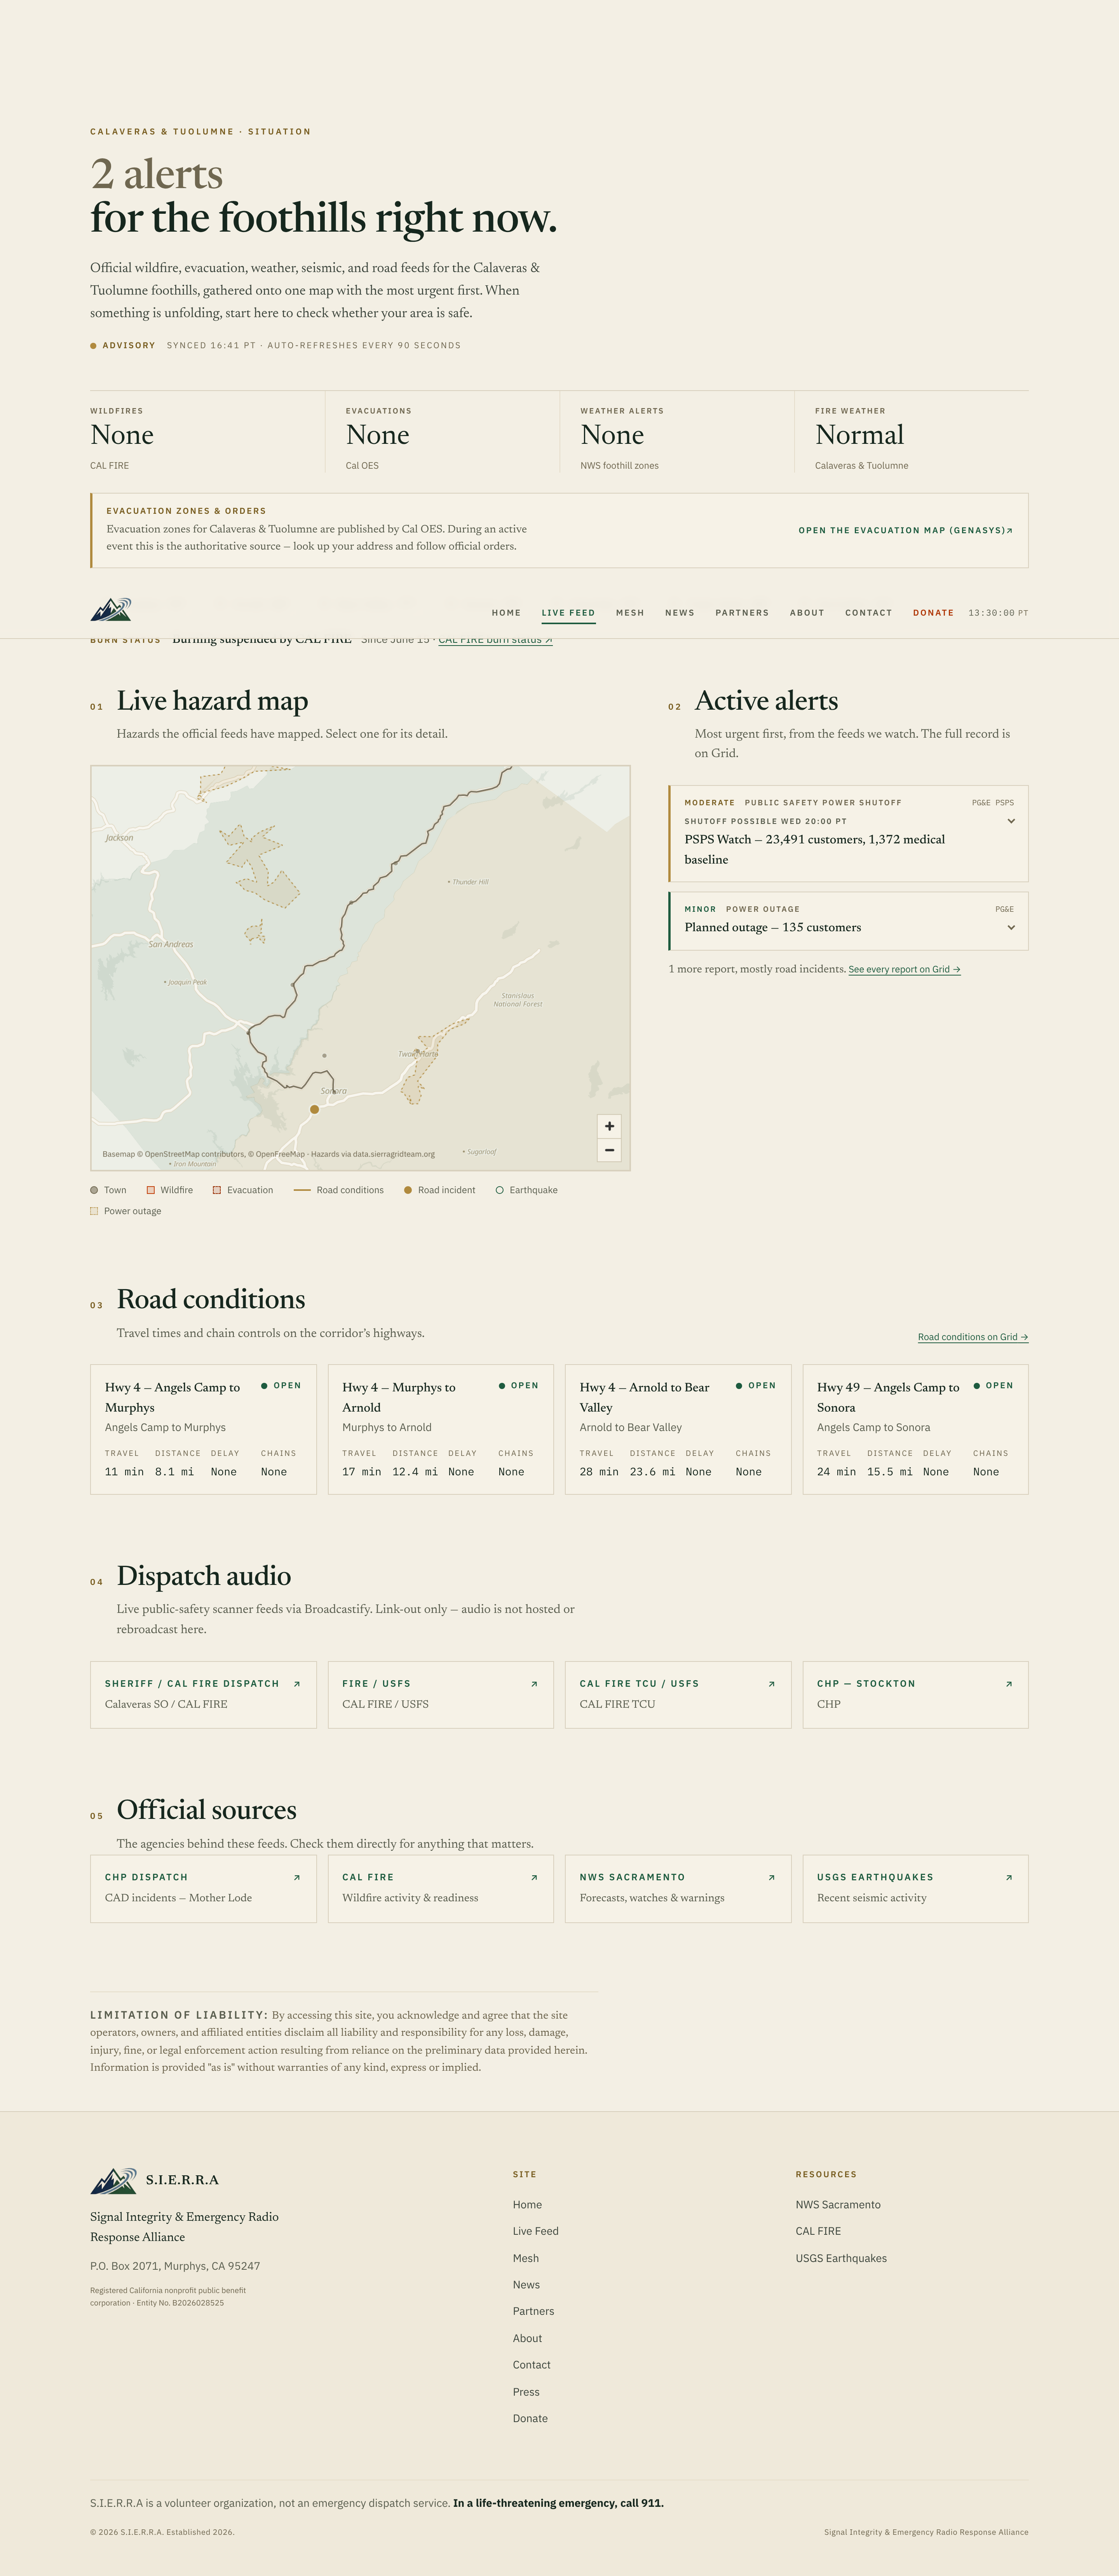 CALAVERAS & TUOLUMNE · SITUATION
2 alerts
for the foothills right now.
Official wildfire, evacuation, weather, seismic, and road feeds for the Calaveras &
Tuolumne foothills, gathered onto one map with the most urgent first. When
something is unfolding, start here to check whether your area is safe.
ADVISORY SYNCED 16:41 PT · AUTO-REFRESHES EVERY 90 SECONDS
WILDFIRES
None
CAL FIRE
EVACUATIONS
None
Cal OES
WEATHER ALERTS
None
NWS foothill zones
FIRE WEATHER
Normal
Calaveras & Tuolumne
EVACUATION ZONES & ORDERS
Evacuation zones for Calaveras & Tuolumne are published by Cal OES. During an active
event this is the authoritative source — look up your address and follow official orders.
OPEN THE EVACUATION MAP (GENASYS)↗
HOME LIVE FEED MESH NEWS PARTNERS ABOUT CONTACT DONATE 13:30:00 PT
BURN STATUS Burning suspended by CAL FIRE Since June 15 · CAL FIRE burn status ↗
01 Live hazard map
Hazards the official feeds have mapped. Select one for its detail.
Jackson
Thunder Hill
San Andreas
Joaquin Peak
Stanislaus
National Forest
Twain Harte
Sonora
Sugarloaf
Basemap © OpenStreetMap contributors, © OpenFreeMap · Hazards via data.sierragridteam.org
Iron Mountain
+
−
Town Wildfire Evacuation Road conditions Road incident Earthquake
Power outage
02 Active alerts
Most urgent first, from the feeds we watch. The full record is
on Grid.
MODERATE PUBLIC SAFETY POWER SHUTOFF PG&E PSPS
SHUTOFF POSSIBLE WED 20:00 PT
PSPS Watch — 23,491 customers, 1,372 medical
baseline
MINOR POWER OUTAGE PG&E
Planned outage — 135 customers
1 more report, mostly road incidents. See every report on Grid →
03 Road conditions
Travel times and chain controls on the corridor's highways.
Road conditions on Grid →
Hwy 4 — Angels Camp to
Murphys
OPEN
Angels Camp to Murphys
TRAVEL DISTANCE DELAY CHAINS
11 min 8.1 mi None None
Hwy 4 — Murphys to
Arnold
OPEN
Murphys to Arnold
TRAVEL DISTANCE DELAY CHAINS
17 min 12.4 mi None None
Hwy 4 — Arnold to Bear
Valley
OPEN
Arnold to Bear Valley
TRAVEL DISTANCE DELAY CHAINS
28 min 23.6 mi None None
Hwy 49 — Angels Camp to
Sonora
OPEN
Angels Camp to Sonora
TRAVEL DISTANCE DELAY CHAINS
24 min 15.5 mi None None
04 Dispatch audio
Live public-safety scanner feeds via Broadcastify. Link-out only — audio is not hosted or
rebroadcast here.
SHERIFF / CAL FIRE DISPATCH ↗
Calaveras SO / CAL FIRE
FIRE / USFS ↗
CAL FIRE / USFS
CAL FIRE TCU / USFS ↗
CAL FIRE TCU
CHP — STOCKTON ↗
CHP
05 Official sources
The agencies behind these feeds. Check them directly for anything that matters.
CHP DISPATCH ↗
CAD incidents — Mother Lode
CAL FIRE ↗
Wildfire activity & readiness
NWS SACRAMENTO ↗
Forecasts, watches & warnings
USGS EARTHQUAKES ↗
Recent seismic activity
LIMITATION OF LIABILITY: By accessing this site, you acknowledge and agree that the site
operators, owners, and affiliated entities disclaim all liability and responsibility for any loss, damage,
injury, fine, or legal enforcement action resulting from reliance on the preliminary data provided herein.
Information is provided "as is" without warranties of any kind, express or implied.
S.I.E.R.R.A
Signal Integrity & Emergency Radio
Response Alliance
P.O. Box 2071, Murphys, CA 95247
Registered California nonprofit public benefit
corporation · Entity No. B2026028525
SITE
Home
Live Feed
Mesh
News
Partners
About
Contact
Press
Donate
RESOURCES
NWS Sacramento
CAL FIRE
USGS Earthquakes
S.I.E.R.R.A is a volunteer organization, not an emergency dispatch service. In a life-threatening emergency, call 911.
© 2026 S.I.E.R.R.A. Established 2026.
Signal Integrity & Emergency Radio Response Alliance